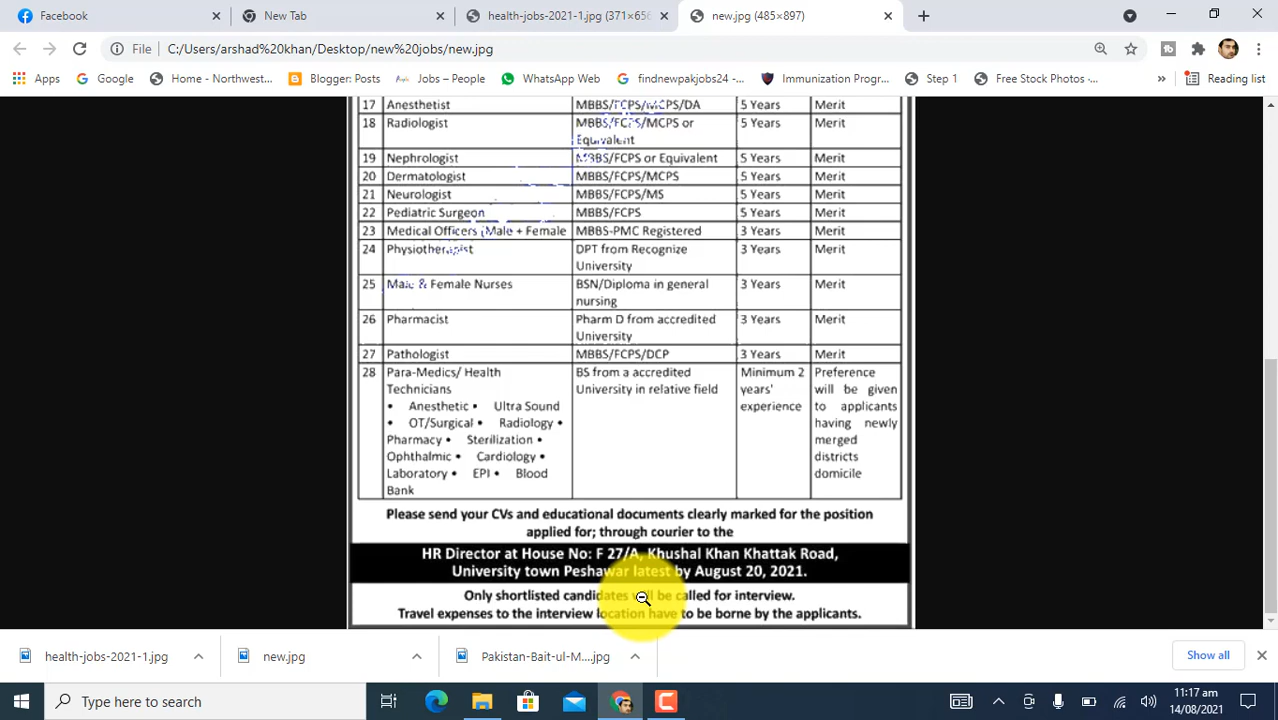 Facebook
New Tab
health-jobs-2021-1.jpg (371×656
new.jpg (485×897)
File C:/Users/arshad%20khan/Desktop/new%20jobs/new.jpg
Apps Google Home - Northwest... Blogger: Posts Jobs – People WhatsApp Web findnewpakjobs24 -... Immunization Progr... Step 1 Free Stock Photos -... » Reading list
17 Anesthetist MBBS/FCPS/MCPS/DA 5 Years Merit
18 Radiologist MBBS/FCPS/MCPS or 5 Years Merit
Equivalent
19 Nephrologist MBBS/FCPS or Equivalent 5 Years Merit
20 Dermatologist MBBS/FCPS/MCPS 5 Years Merit
21 Neurologist MBBS/FCPS/MS 5 Years Merit
22 Pediatric Surgeon MBBS/FCPS 5 Years Merit
23 Medical Officers (Male + Female MBBS-PMC Registered 3 Years Merit
24 Physiotherapist DPT from Recognize 3 Years Merit
University
25 Male & Female Nurses BSN/Diploma in general 3 Years Merit
nursing
26 Pharmacist Pharm D from accredited 3 Years Merit
University
27 Pathologist MBBS/FCPS/DCP 3 Years Merit
28 Para-Medics/ Health BS from a accredited Minimum 2 Preference
Technicians University in relative field years' will be given
• Anesthetic • Ultra Sound experience to applicants
• OT/Surgical • Radiology • having newly
Pharmacy • Sterilization • merged
Ophthalmic • Cardiology • districts
Laboratory • EPI • Blood domicile
Bank
Please send your CVs and educational documents clearly marked for the position
applied for; through courier to the
HR Director at House No: F 27/A, Khushal Khan Khattak Road,
University town Peshawar latest by August 20, 2021.
Only shortlisted candidates will be called for interview.
Travel expenses to the interview location have to be borne by the applicants.
health-jobs-2021-1.jpg new.jpg Pakistan-Bait-ul-M....jpg Show all
Type here to search
11:17 am
14/08/2021